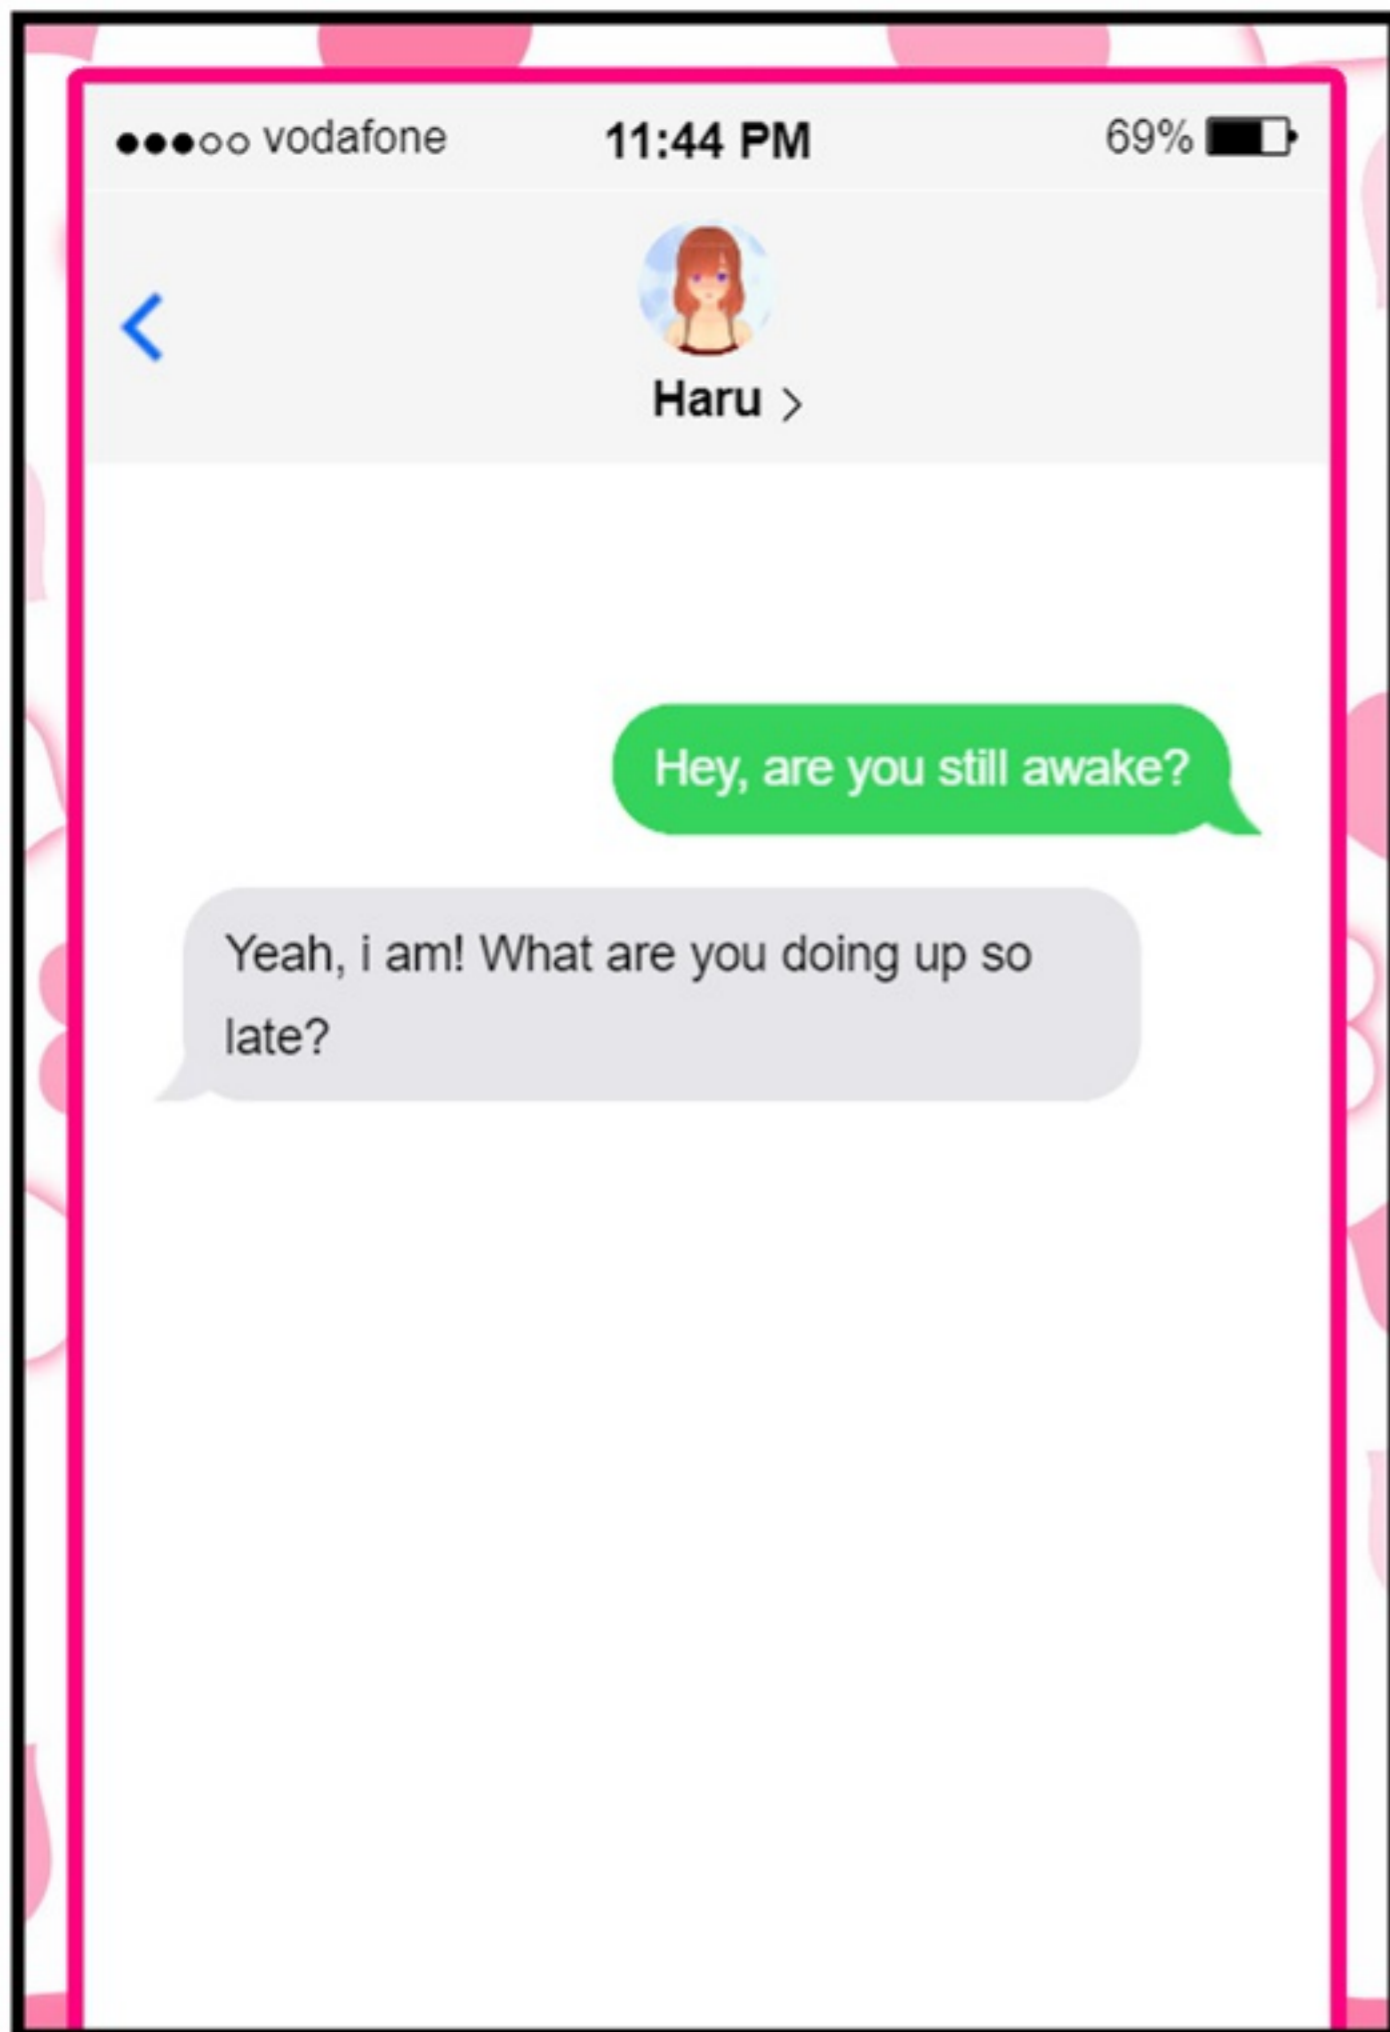 vodafone 11:44 PM 69%
Haru
Hey, are you still awake?
Yeah, i am! What are you doing up so
late?